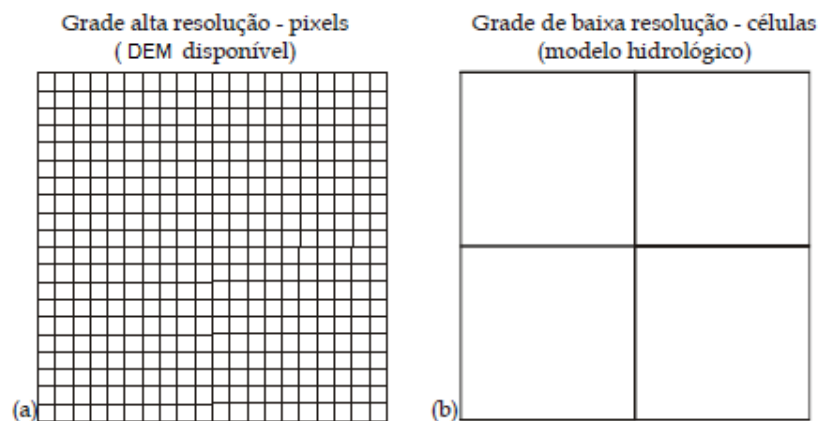 Grade alta resolução - pixels
( DEM disponível)
Grade de baixa resolução - células
(modelo hidrológico)
(a)
(b)